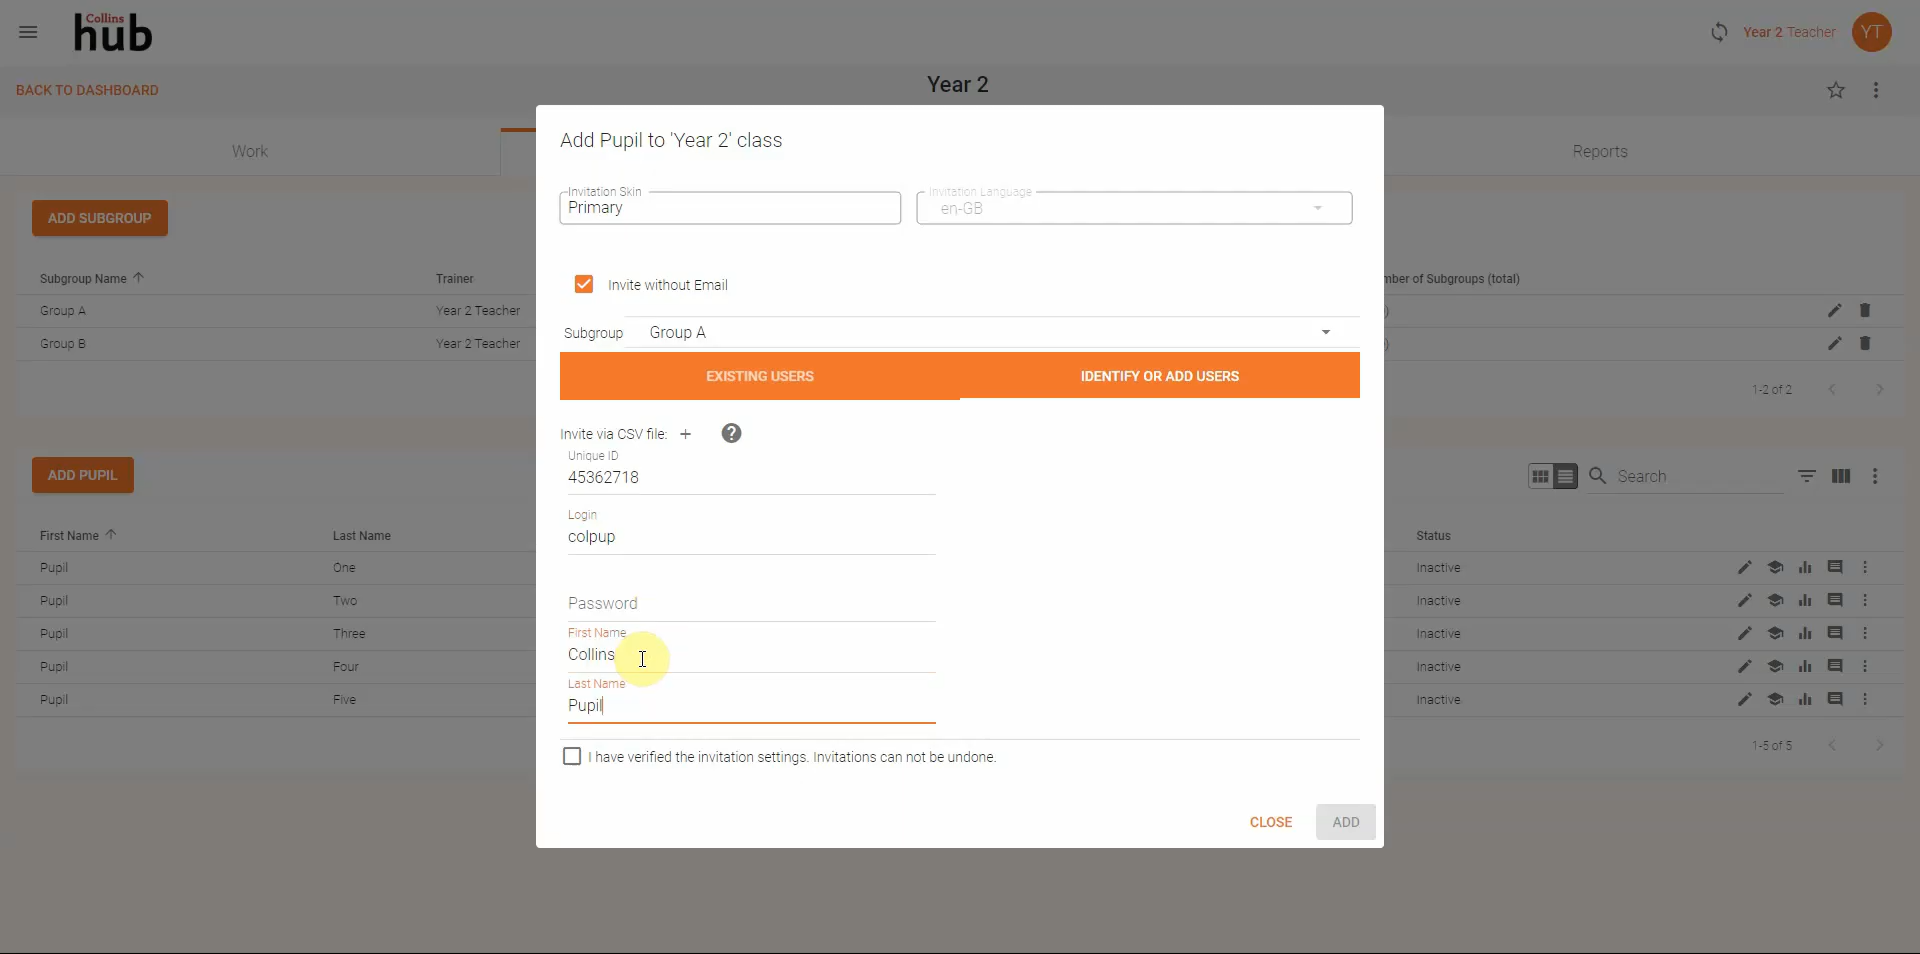 Collins
hub
Year 2 Teacher
YT
BACK TO DASHBOARD
Year 2
Work
Reports
ADD SUBGROUP
Subgroup Name
Trainer
mber of Subgroups (total)
Group A
Year 2 Teacher
Group B
Year 2 Teacher
1-2 of 2
ADD PUPIL
Search
First Name
Last Name
Status
Pupil
One
Inactive
Pupil
Two
Inactive
Pupil
Three
Inactive
Pupil
Four
Inactive
Pupil
Five
Inactive
1-5 of 5
Add Pupil to 'Year 2' class
Invitation Skin
Primary
Invitation Language
en-GB
Invite without Email
Subgroup
Group A
EXISTING USERS
IDENTIFY OR ADD USERS
Invite via CSV file: +
?
Unique ID
45362718
Login
colpup
Password
First Name
Collins
Last Name
Pupil
I have verified the invitation settings. Invitations can not be undone.
CLOSE
ADD